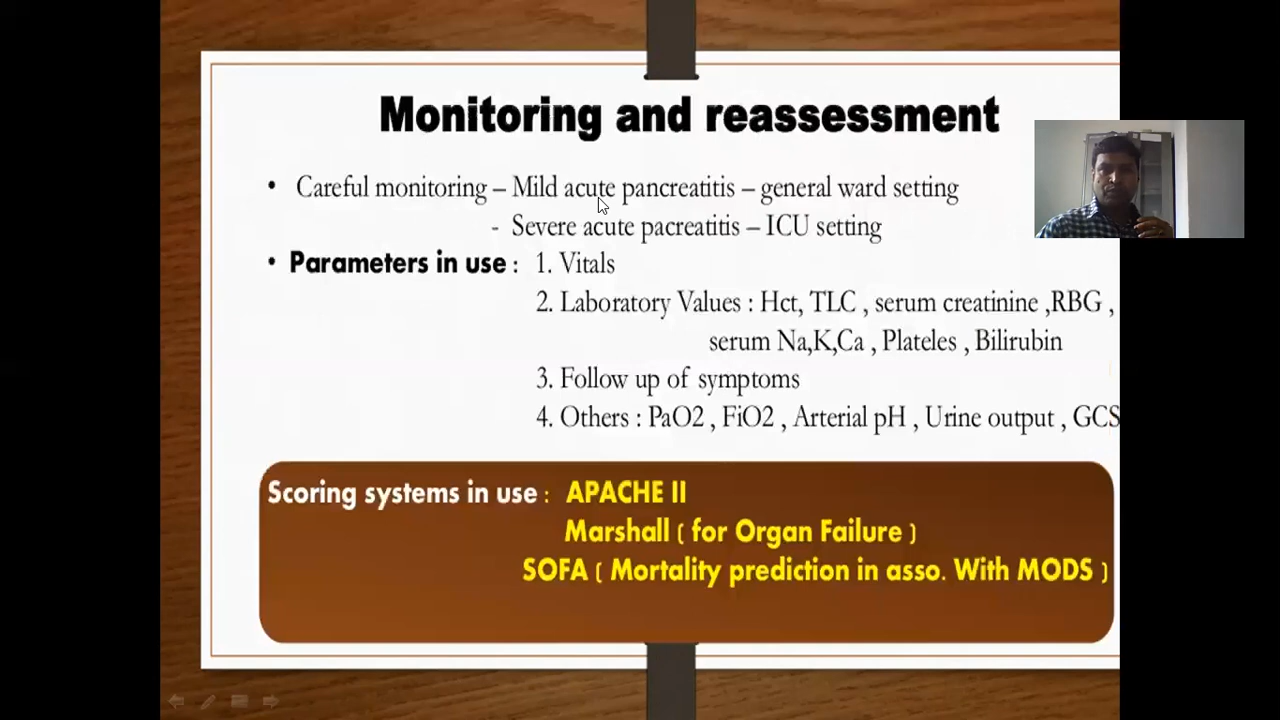 Monitoring and reassessment
• Careful monitoring – Mild acute pancreatitis – general ward setting
- Severe acute pacreatitis – ICU setting
• Parameters in use : 1. Vitals
2. Laboratory Values : Hct, TLC , serum creatinine ,RBG ,
serum Na,K,Ca , Plateles , Bilirubin
3. Follow up of symptoms
4. Others : PaO2 , FiO2 , Arterial pH , Urine output , GCS
Scoring systems in use : APACHE II
Marshall ( for Organ Failure )
SOFA ( Mortality prediction in asso. With MODS )